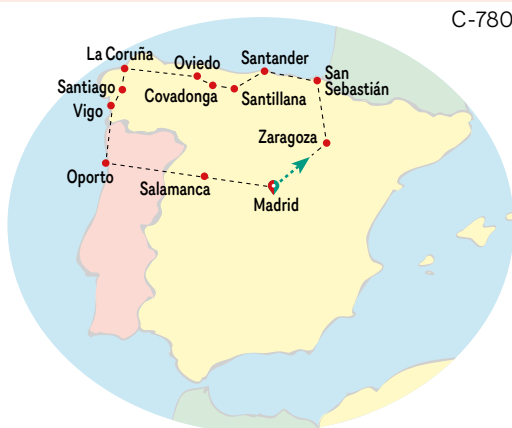 C-780
La Coruña
Oviedo
Santander
San
Sebastián
Santiago
Covadonga
Santillana
Vigo
Zaragoza
Oporto
Salamanca
Madrid